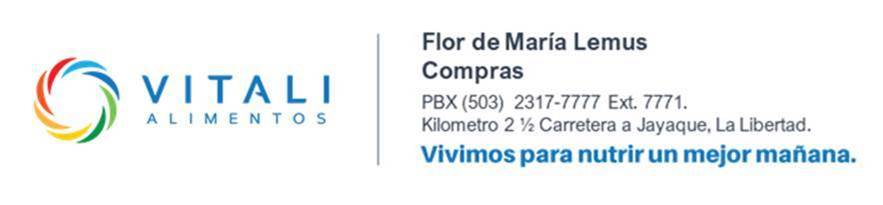 VITALI
ALIMENTOS
Flor de María Lemus
Compras
PBX (503) 2317-7777 Ext. 7771.
Kilometro 2 ½ Carretera a Jayaque, La Libertad.
Vivimos para nutrir un mejor mañana.